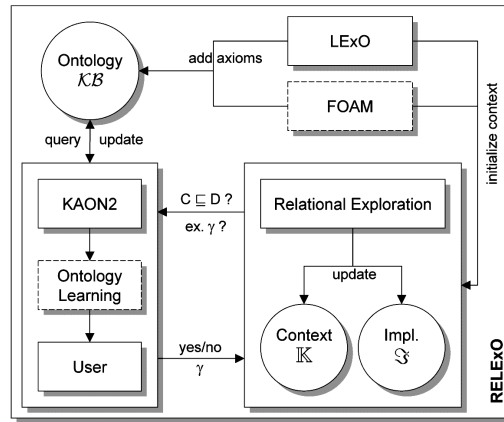 LExO
Ontology
𝒦ℬ
add axioms
FOAM
initialize context
query
update
KAON2
C ⊑ D ?
ex. γ ?
Relational Exploration
Ontology
Learning
update
Context
𝕂
Impl.
ℑ
User
yes/no
γ
RELExO